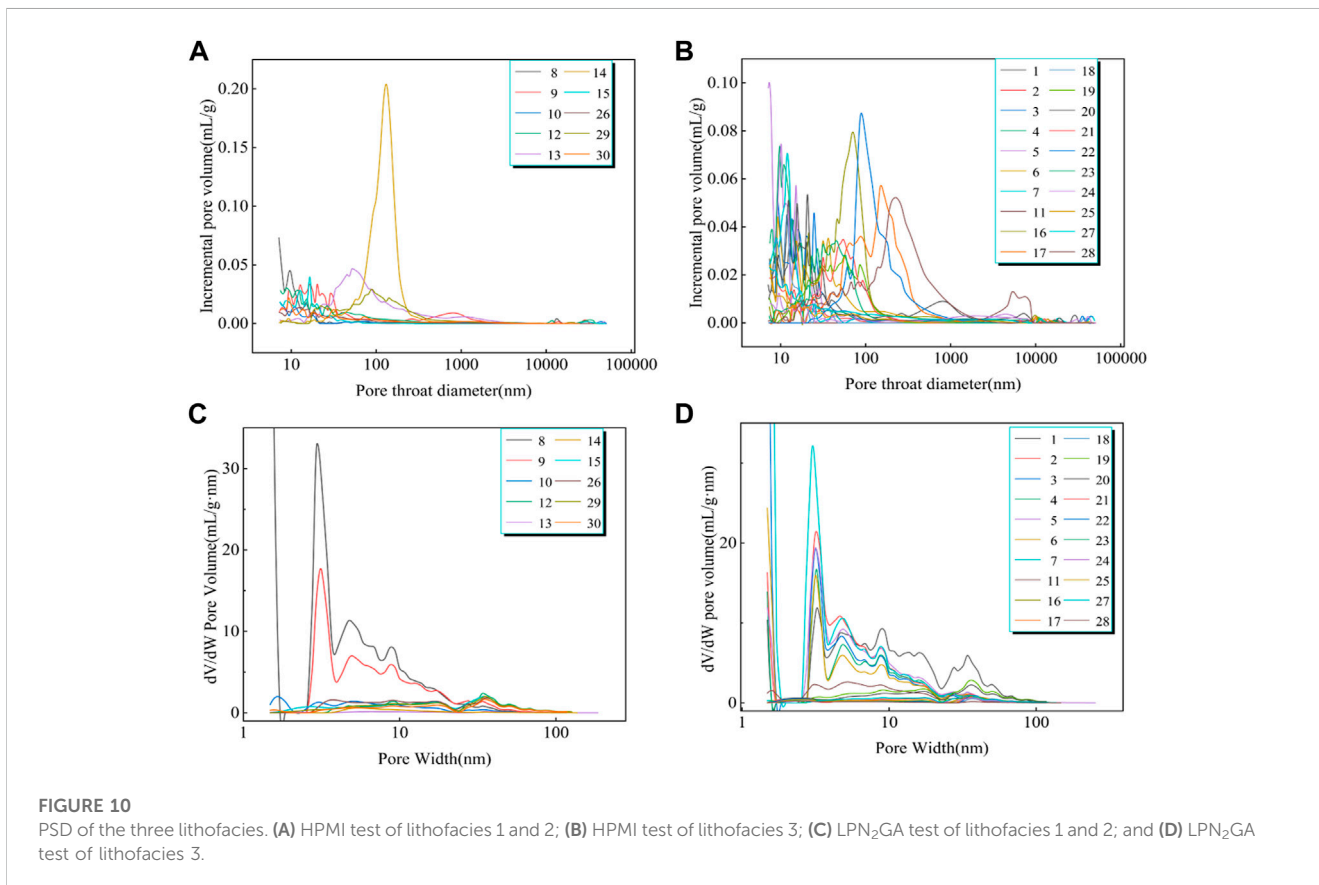 A
0.20
0.15
0.10
0.05
0.00
Incremental pore volume(mL/g)
8 14
9 15
10 26
12 29
13 30
10 100 1000 10000 100000
Pore throat diameter(nm)
B
0.10
0.08
0.06
0.04
0.02
0.00
Incremental pore volume(mL/g)
1 18
2 19
3 20
4 21
5 22
6 23
7 24
11 25
16 27
17 28
10 100 1000 10000 100000
Pore throat diameter(nm)
C
30
20
10
0
dV/dW Pore Volume(mL/g·nm)
8 14
9 15
10 26
12 29
13 30
1 10 100
Pore Width(nm)
D
20
0
dV/dW pore volume(mL/g·nm)
1 18
2 19
3 20
4 21
5 22
6 23
7 24
11 25
16 27
17 28
1 10 100
Pore Width(nm)
FIGURE 10
PSD of the three lithofacies. (A) HPMI test of lithofacies 1 and 2; (B) HPMI test of lithofacies 3; (C) LPN₂GA test of lithofacies 1 and 2; and (D) LPN₂GA
test of lithofacies 3.